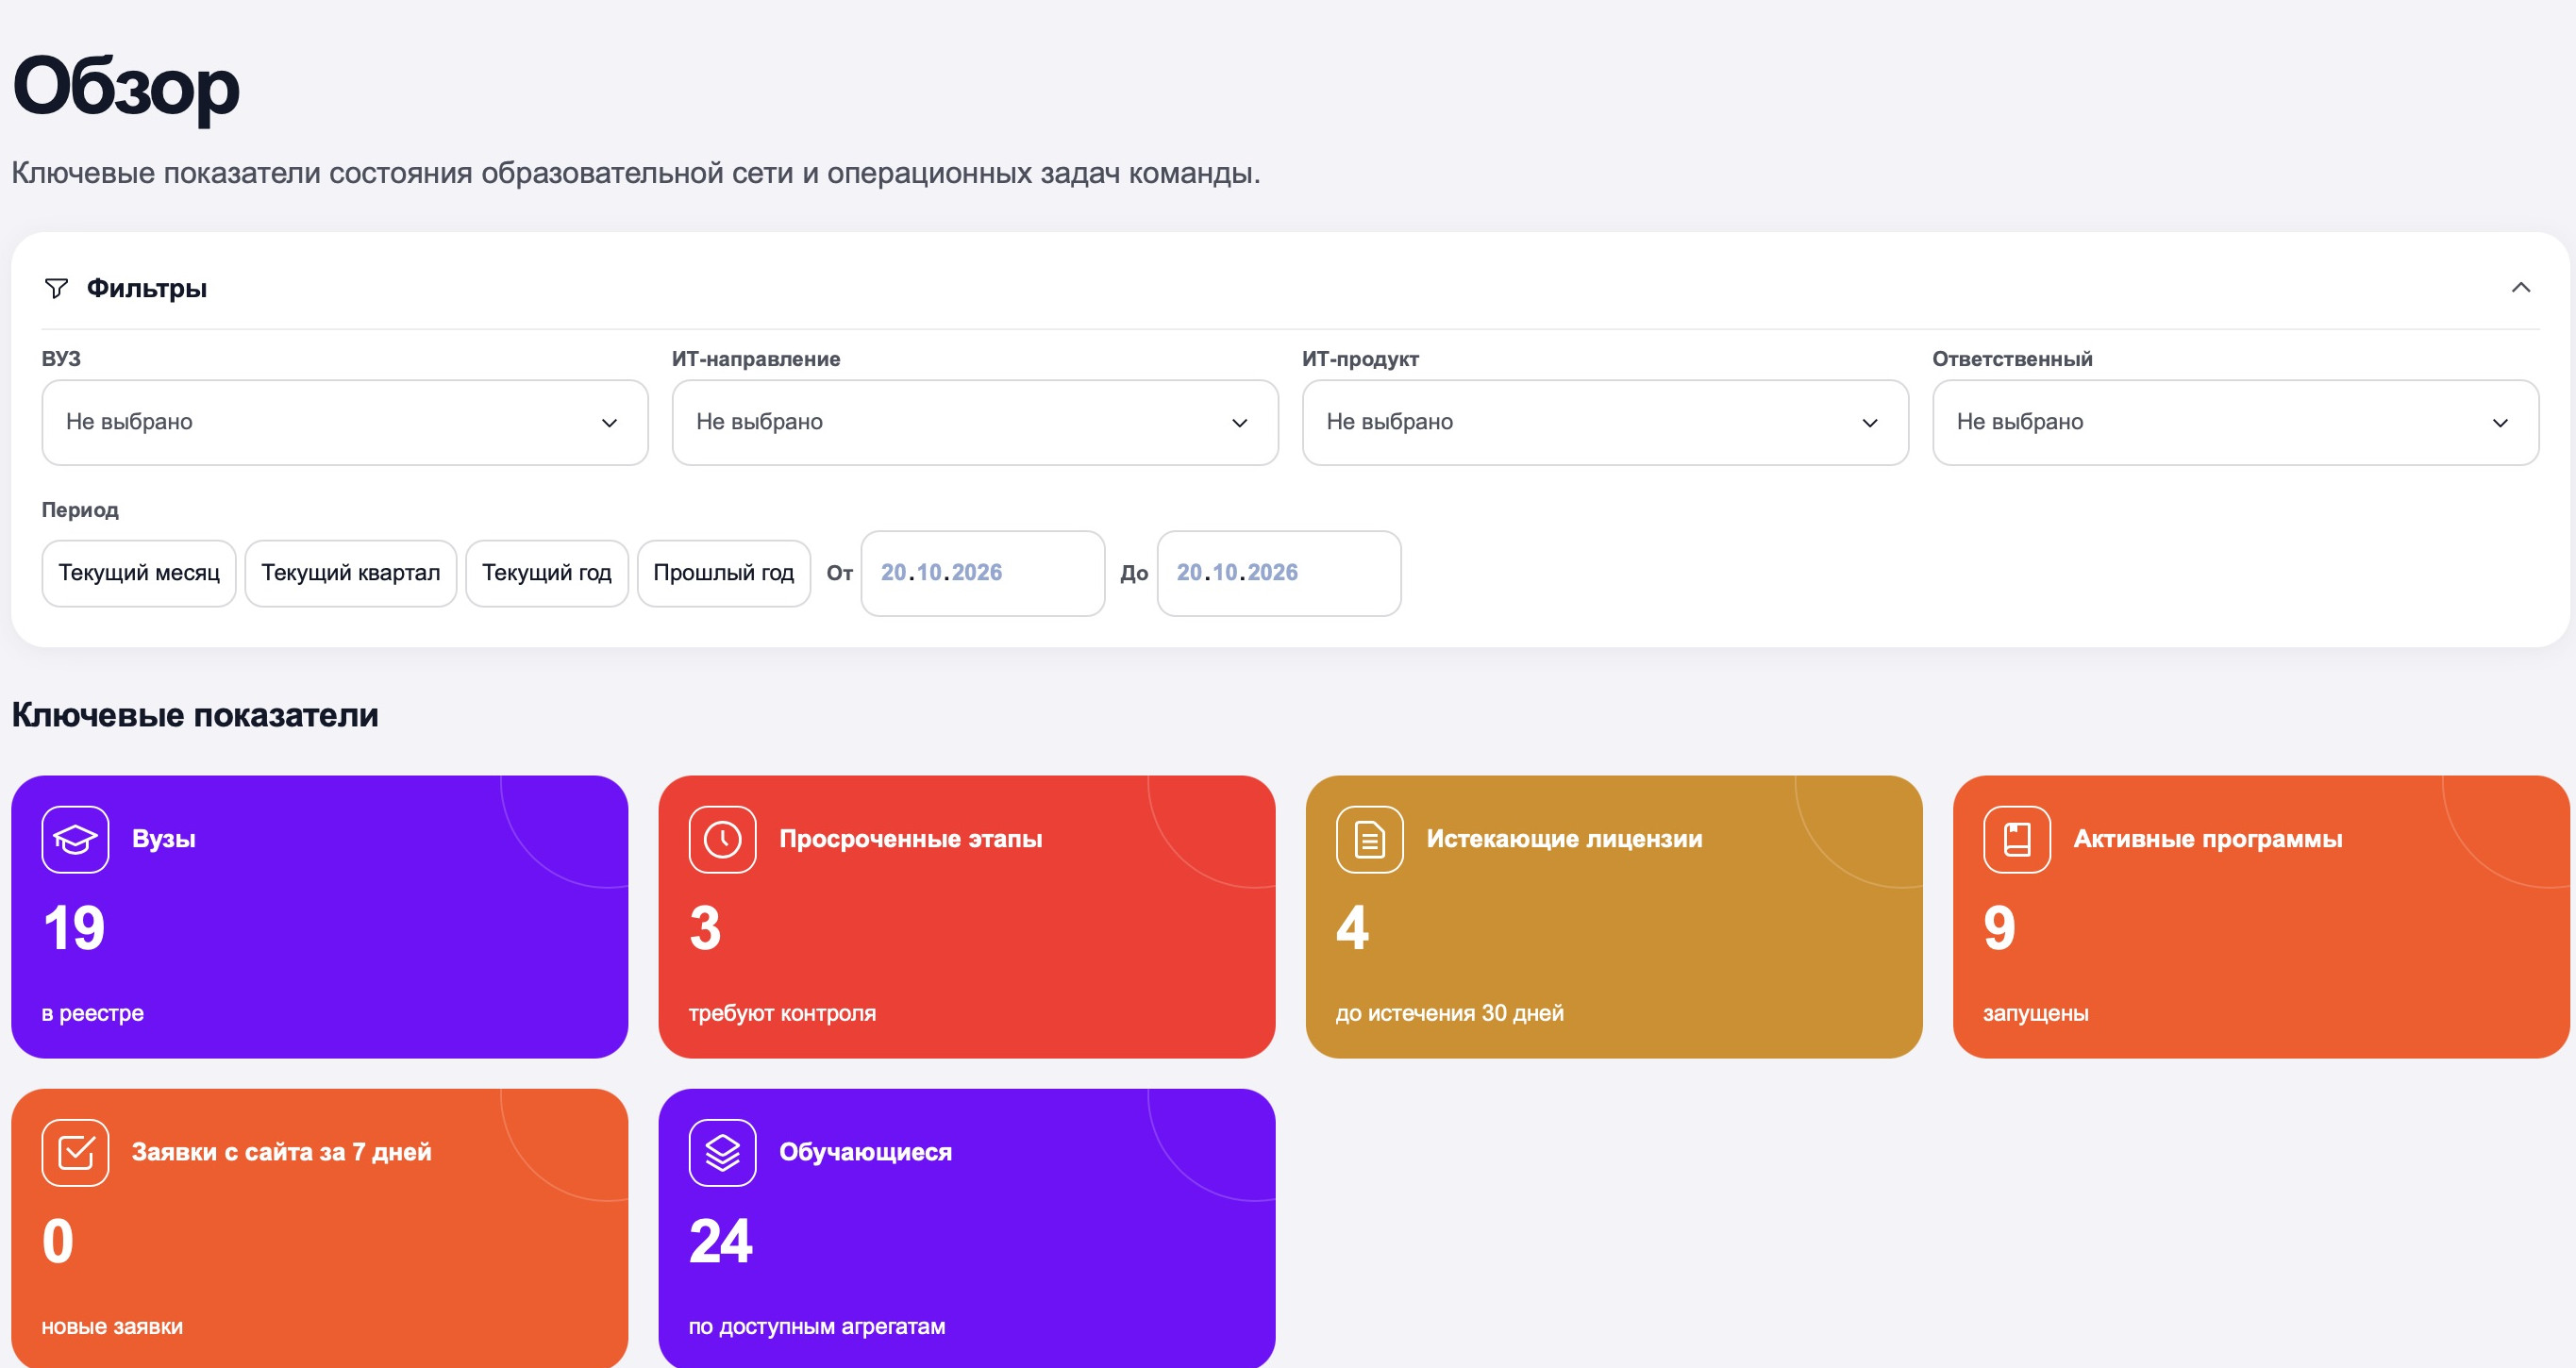 Обзор
Ключевые показатели состояния образовательной сети и операционных задач команды.
Фильтры
ВУЗ
ИТ-направление
ИТ-продукт
Ответственный
Не выбрано
Не выбрано
Не выбрано
Не выбрано
Период
Текущий месяц
Текущий квартал
Текущий год
Прошлый год
От
20.10.2026
До
20.10.2026
Ключевые показатели
Вузы
19
в реестре
Просроченные этапы
3
требуют контроля
Истекающие лицензии
4
до истечения 30 дней
Активные программы
9
запущены
Заявки с сайта за 7 дней
0
новые заявки
Обучающиеся
24
по доступным агрегатам